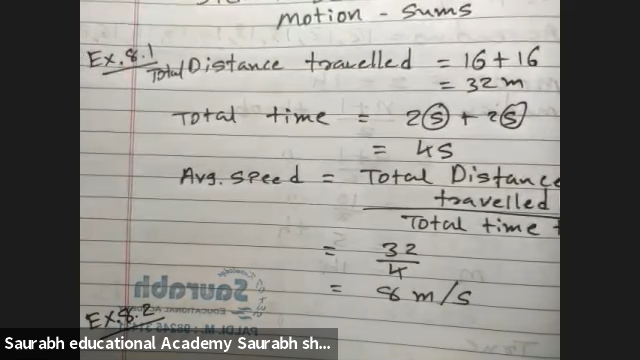 motion - sums
Ex.8.1
Total Distance travelled = 16 + 16
= 32 m
Total time = 2 s + 2 s
= 4s
Avg. speed = Total Distance
travelled
Total time t
= 32
4
= 8 m/s
Saurabh
Ex.8.2
Saurabh educational Academy Saurabh sh...